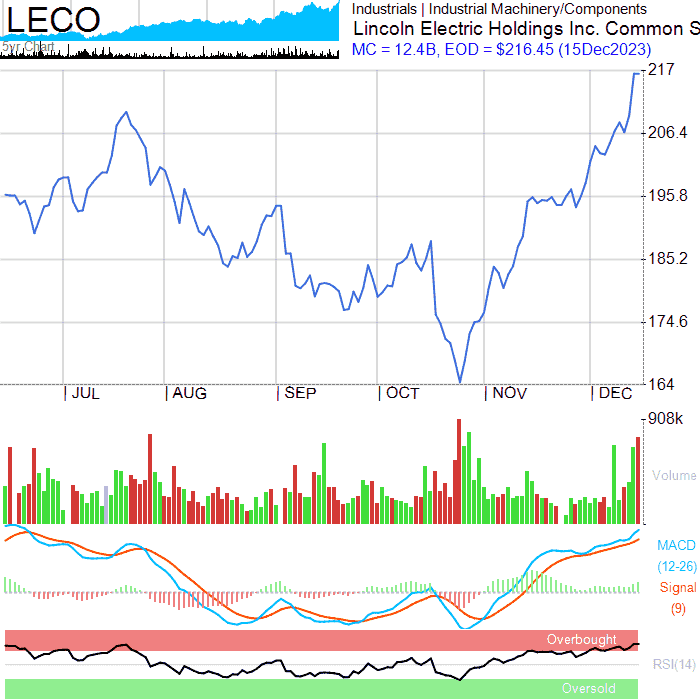 LECO
5yr Chart
Industrials | Industrial Machinery/Components
Lincoln Electric Holdings Inc. Common S
MC = 12.4B, EOD = $216.45 (15Dec2023)
217
206.4
195.8
185.2
174.6
164
| JUL | AUG | SEP | OCT | NOV | DEC
908k
Volume
MACD
(12-26)
Signal
(9)
Overbought
RSI(14)
Oversold